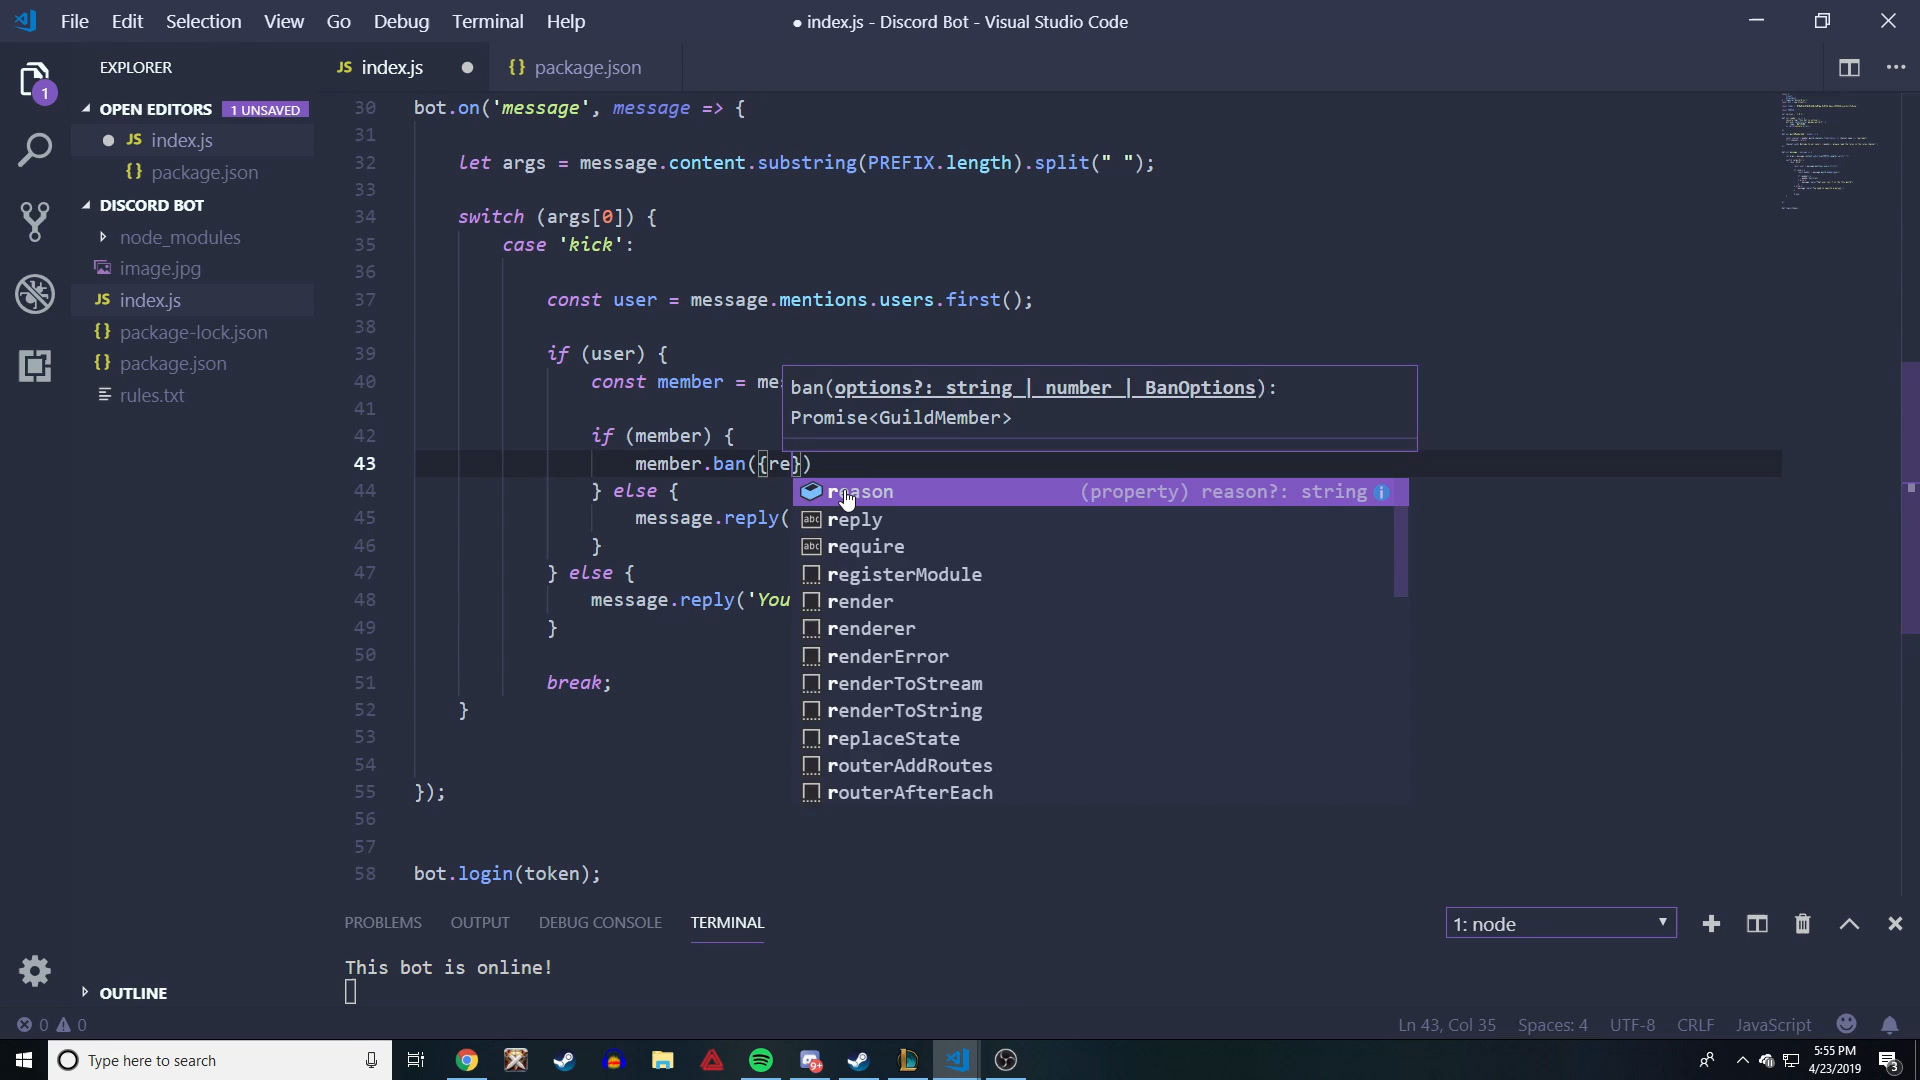 File Edit Selection View Go Debug Terminal Help
● index.js - Discord Bot - Visual Studio Code
EXPLORER
JS index.js ●
{} package.json
1
OPEN EDITORS 1 UNSAVED
● JS index.js
{} package.json
DISCORD BOT
node_modules
image.jpg
JS index.js
{} package-lock.json
{} package.json
rules.txt
OUTLINE
30 bot.on('message', message => {
31
32 let args = message.content.substring(PREFIX.length).split(" ");
33
34 switch (args[0]) {
35 case 'kick':
36
37 const user = message.mentions.users.first();
38
39 if (user) {
40 const member = me
41
42 if (member) {
43 member.ban({re})
44 } else {
45 message.reply(
46 }
47 } else {
48 message.reply('You
49 }
50
51 break;
52 }
53
54
55 });
56
57
58 bot.login(token);
ban(options?: string | number | BanOptions):
Promise<GuildMember>
reason (property) reason?: string
abc reply
abc require
registerModule
render
renderer
renderError
renderToStream
renderToString
replaceState
routerAddRoutes
routerAfterEach
PROBLEMS OUTPUT DEBUG CONSOLE TERMINAL
1: node
This bot is online!
0 0
Ln 43, Col 35 Spaces: 4 UTF-8 CRLF JavaScript
Type here to search
9+
5:55 PM
4/23/2019
3